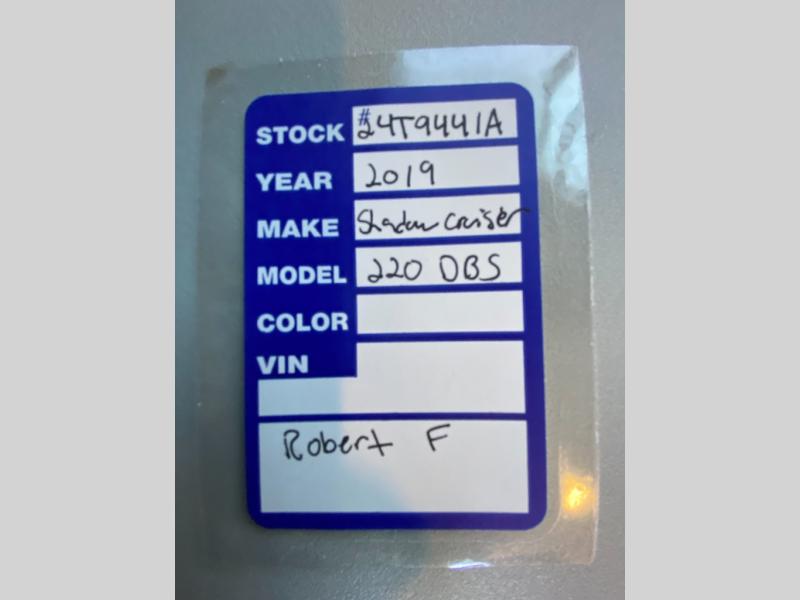 STOCK #24T9441A
YEAR 2019
MAKE Shadow Cruiser
MODEL 220 DBS
COLOR
VIN
Robert F